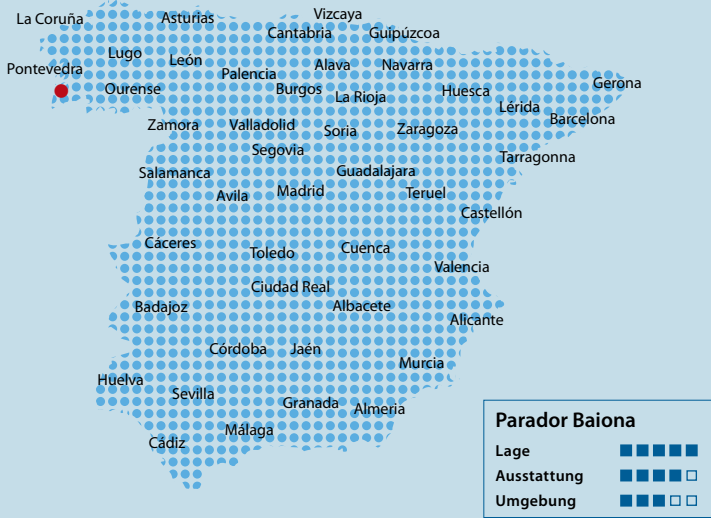 Vizcaya
La Coruña Asturias
Cantabria Guipúzcoa
Lugo León
Pontevedra Palencia Alava Navarra
Gerona
Ourense Burgos La Rioja Huesca
Lérida
Barcelona
Zamora Valladolid Soria Zaragoza
Segovia
Tarragonna
Salamanca Guadalajara
Avila Madrid Teruel
Castellón
Cáceres Toledo Cuenca
Valencia
Ciudad Real
Badajoz Albacete
Alicante
Córdoba Jaén
Murcia
Huelva
Sevilla Granada Almeria
Málaga
Cádiz
Parador Baiona
Lage ■■■■■
Ausstattung ■■■■□
Umgebung ■■■□□